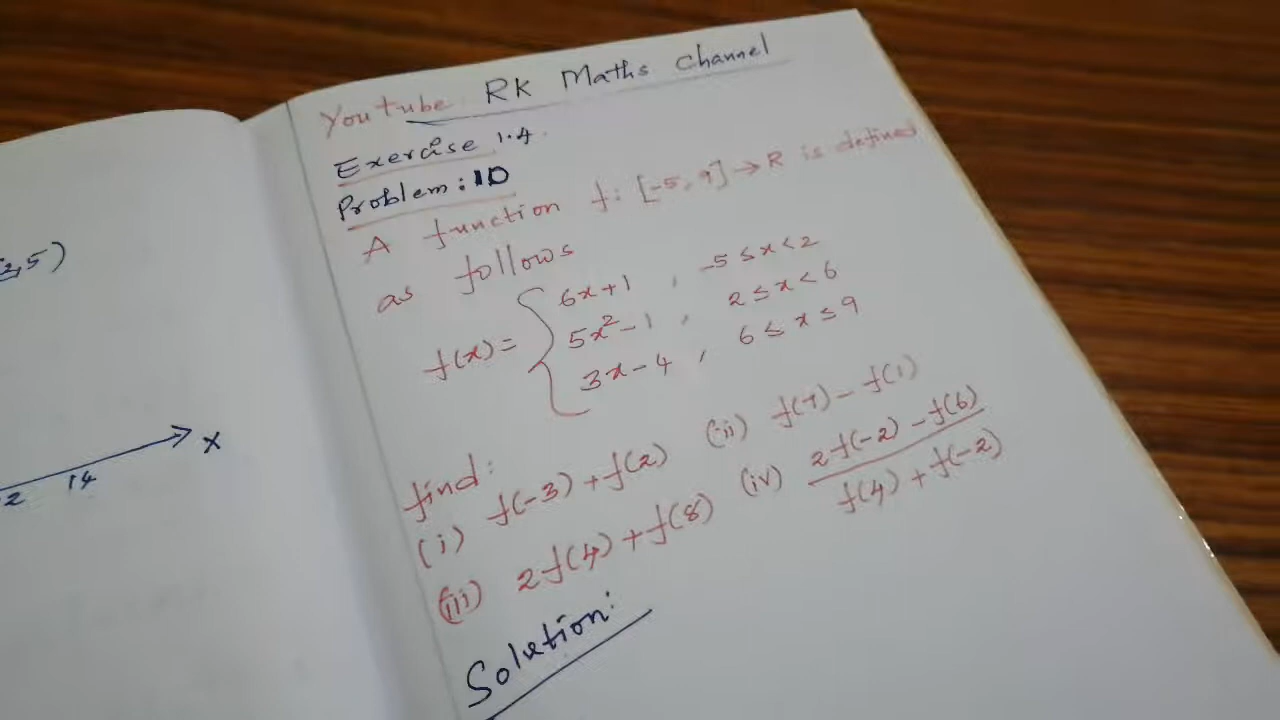 2,5)
X
2 14
Youtube RK Maths Channel
Exercise 1.4
Problem: 10
A function f: [-5, 9] → R is defined
as follows
f(x) = { 6x+1 , -5 ≤ x < 2
5x²-1 , 2 ≤ x < 6
3x-4 , 6 ≤ x ≤ 9
find:
(i) f(-3) + f(2) (ii) f(7) - f(1)
(iii) 2f(4) + f(8) (iv) 2f(-2) - f(6) / f(4) + f(-2)
Solution: